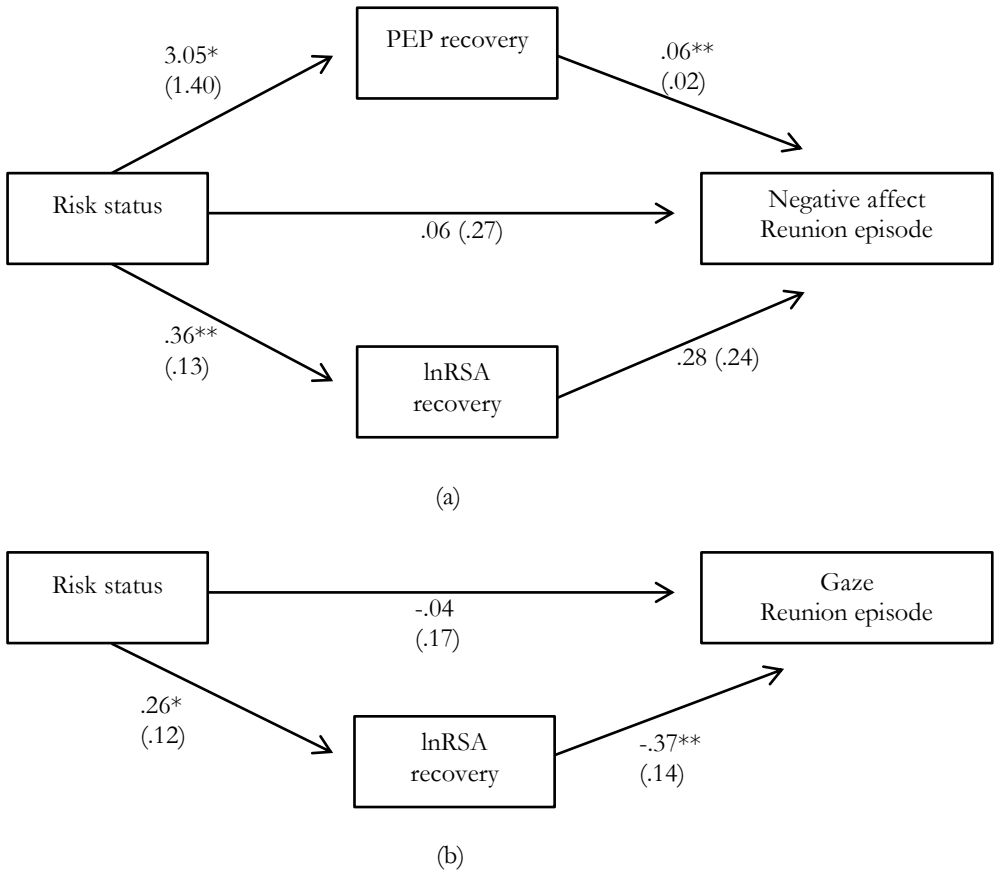 PEP recovery
3.05*
(1.40)
.06**
(.02)
Risk status
Negative affect
Reunion episode
.06 (.27)
.36**
(.13)
lnRSA
recovery
.28 (.24)
(a)
Risk status
Gaze
Reunion episode
-.04
(.17)
.26*
(.12)
lnRSA
recovery
-.37**
(.14)
(b)